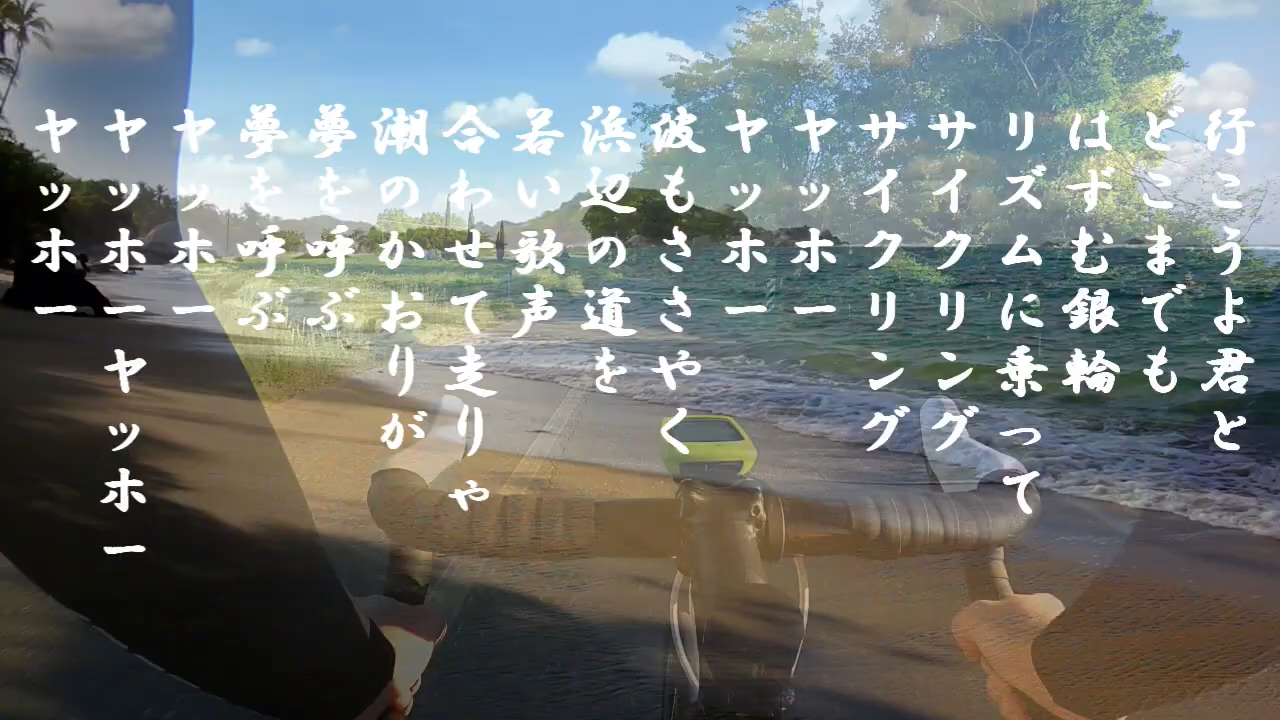 行こうよ君と
どこまでも
はずむ銀輪
リズムに乗って
サイクリング
サイクリング
ヤッホー
ヤッホー
波もささやく
浜辺の道を
若い歌声
合わせて走りゃ
潮のかおりが
夢を呼ぶ
夢を呼ぶ
ヤッホー
ヤッホーヤッホー
ヤッホー